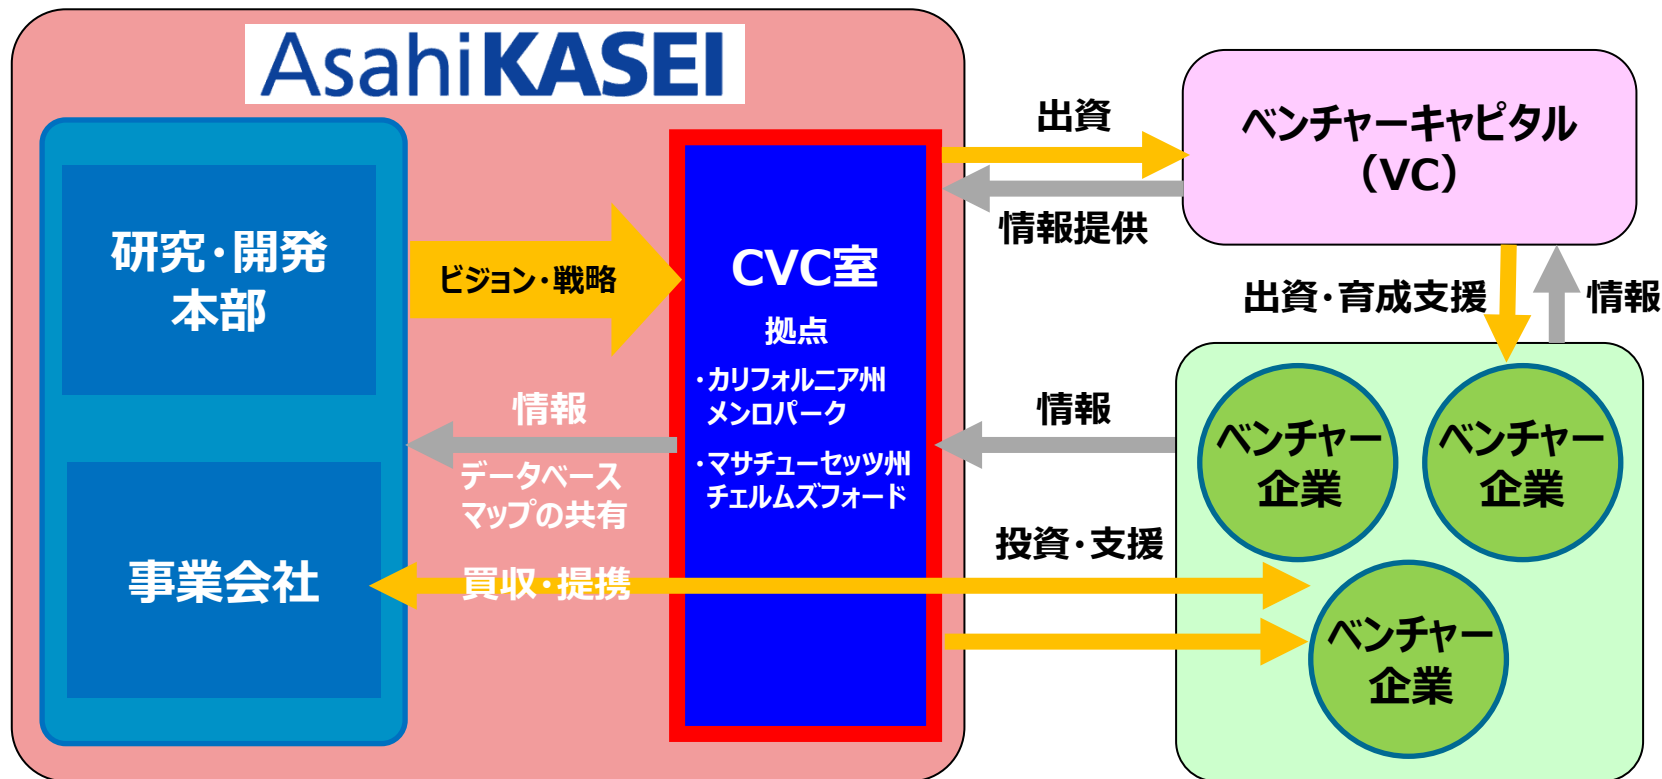 AsahiKASEI
研究・開発
本部
事業会社
ビジョン・戦略
情報
データベース
マップの共有
買収・提携
CVC室
拠点
・カリフォルニア州
メンロパーク
・マサチューセッツ州
チェルムズフォード
出資
情報提供
ベンチャーキャピタル
（VC）
出資・育成支援
情報
情報
投資・支援
ベンチャー
企業
ベンチャー
企業
ベンチャー
企業